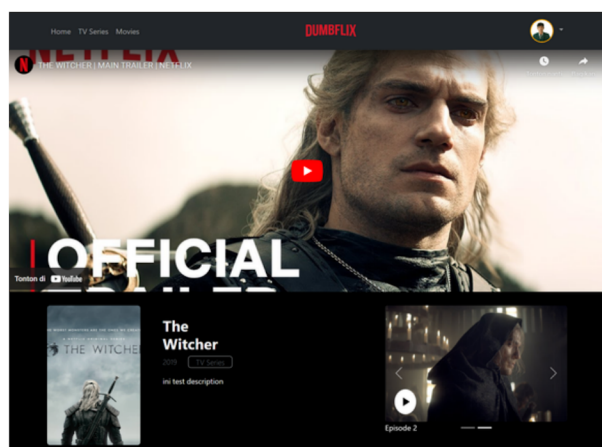 Home TV Series Movies DUMBFLIX
NETFLIX
THE WITCHER | MAIN TRAILER | NETFLIX
OFFICIAL
TRAILER
Tonton di YouTube
THE WITCHER
The
Witcher
2019 TV Series
ini test description
Episode 2